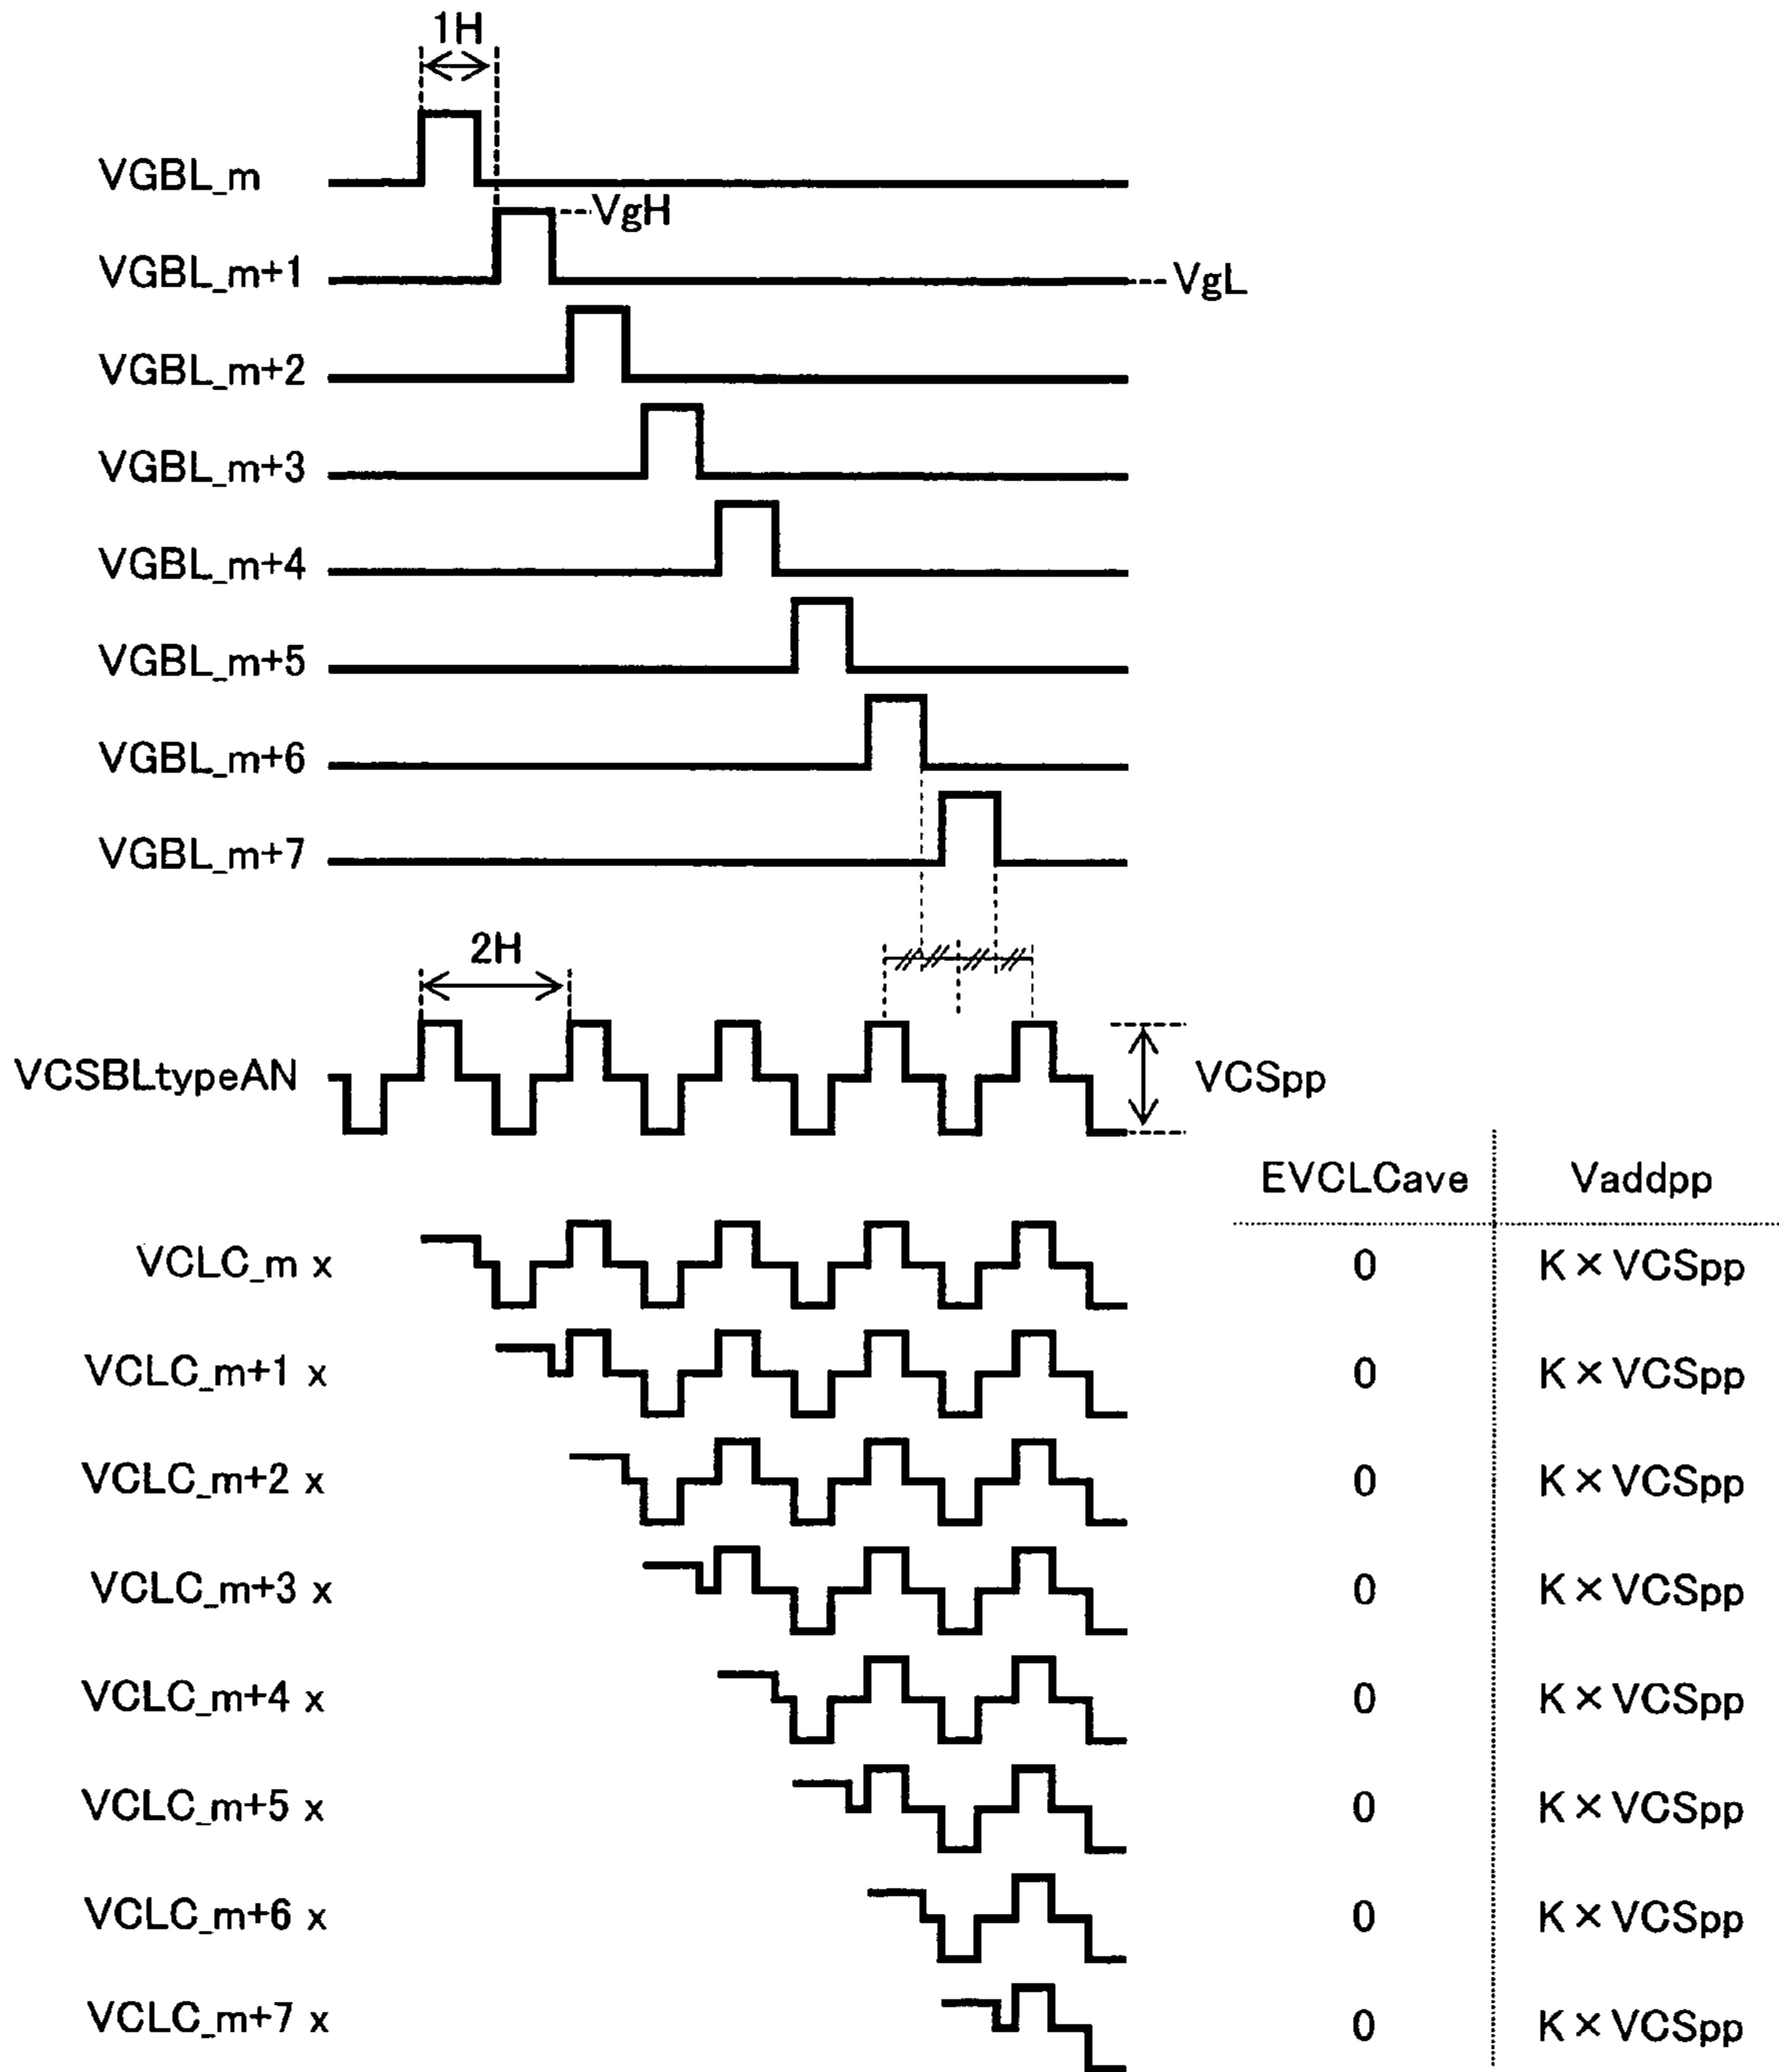 1H
VGBL_m
VgH
VGBL_m+1
VgL
VGBL_m+2
VGBL_m+3
VGBL_m+4
VGBL_m+5
VGBL_m+6
VGBL_m+7
2H
VCSBLtypeAN
VCSpp
EVCLCave Vaddpp
VCLC_m x 0 K×VCSpp
VCLC_m+1 x 0 K×VCSpp
VCLC_m+2 x 0 K×VCSpp
VCLC_m+3 x 0 K×VCSpp
VCLC_m+4 x 0 K×VCSpp
VCLC_m+5 x 0 K×VCSpp
VCLC_m+6 x 0 K×VCSpp
VCLC_m+7 x 0 K×VCSpp